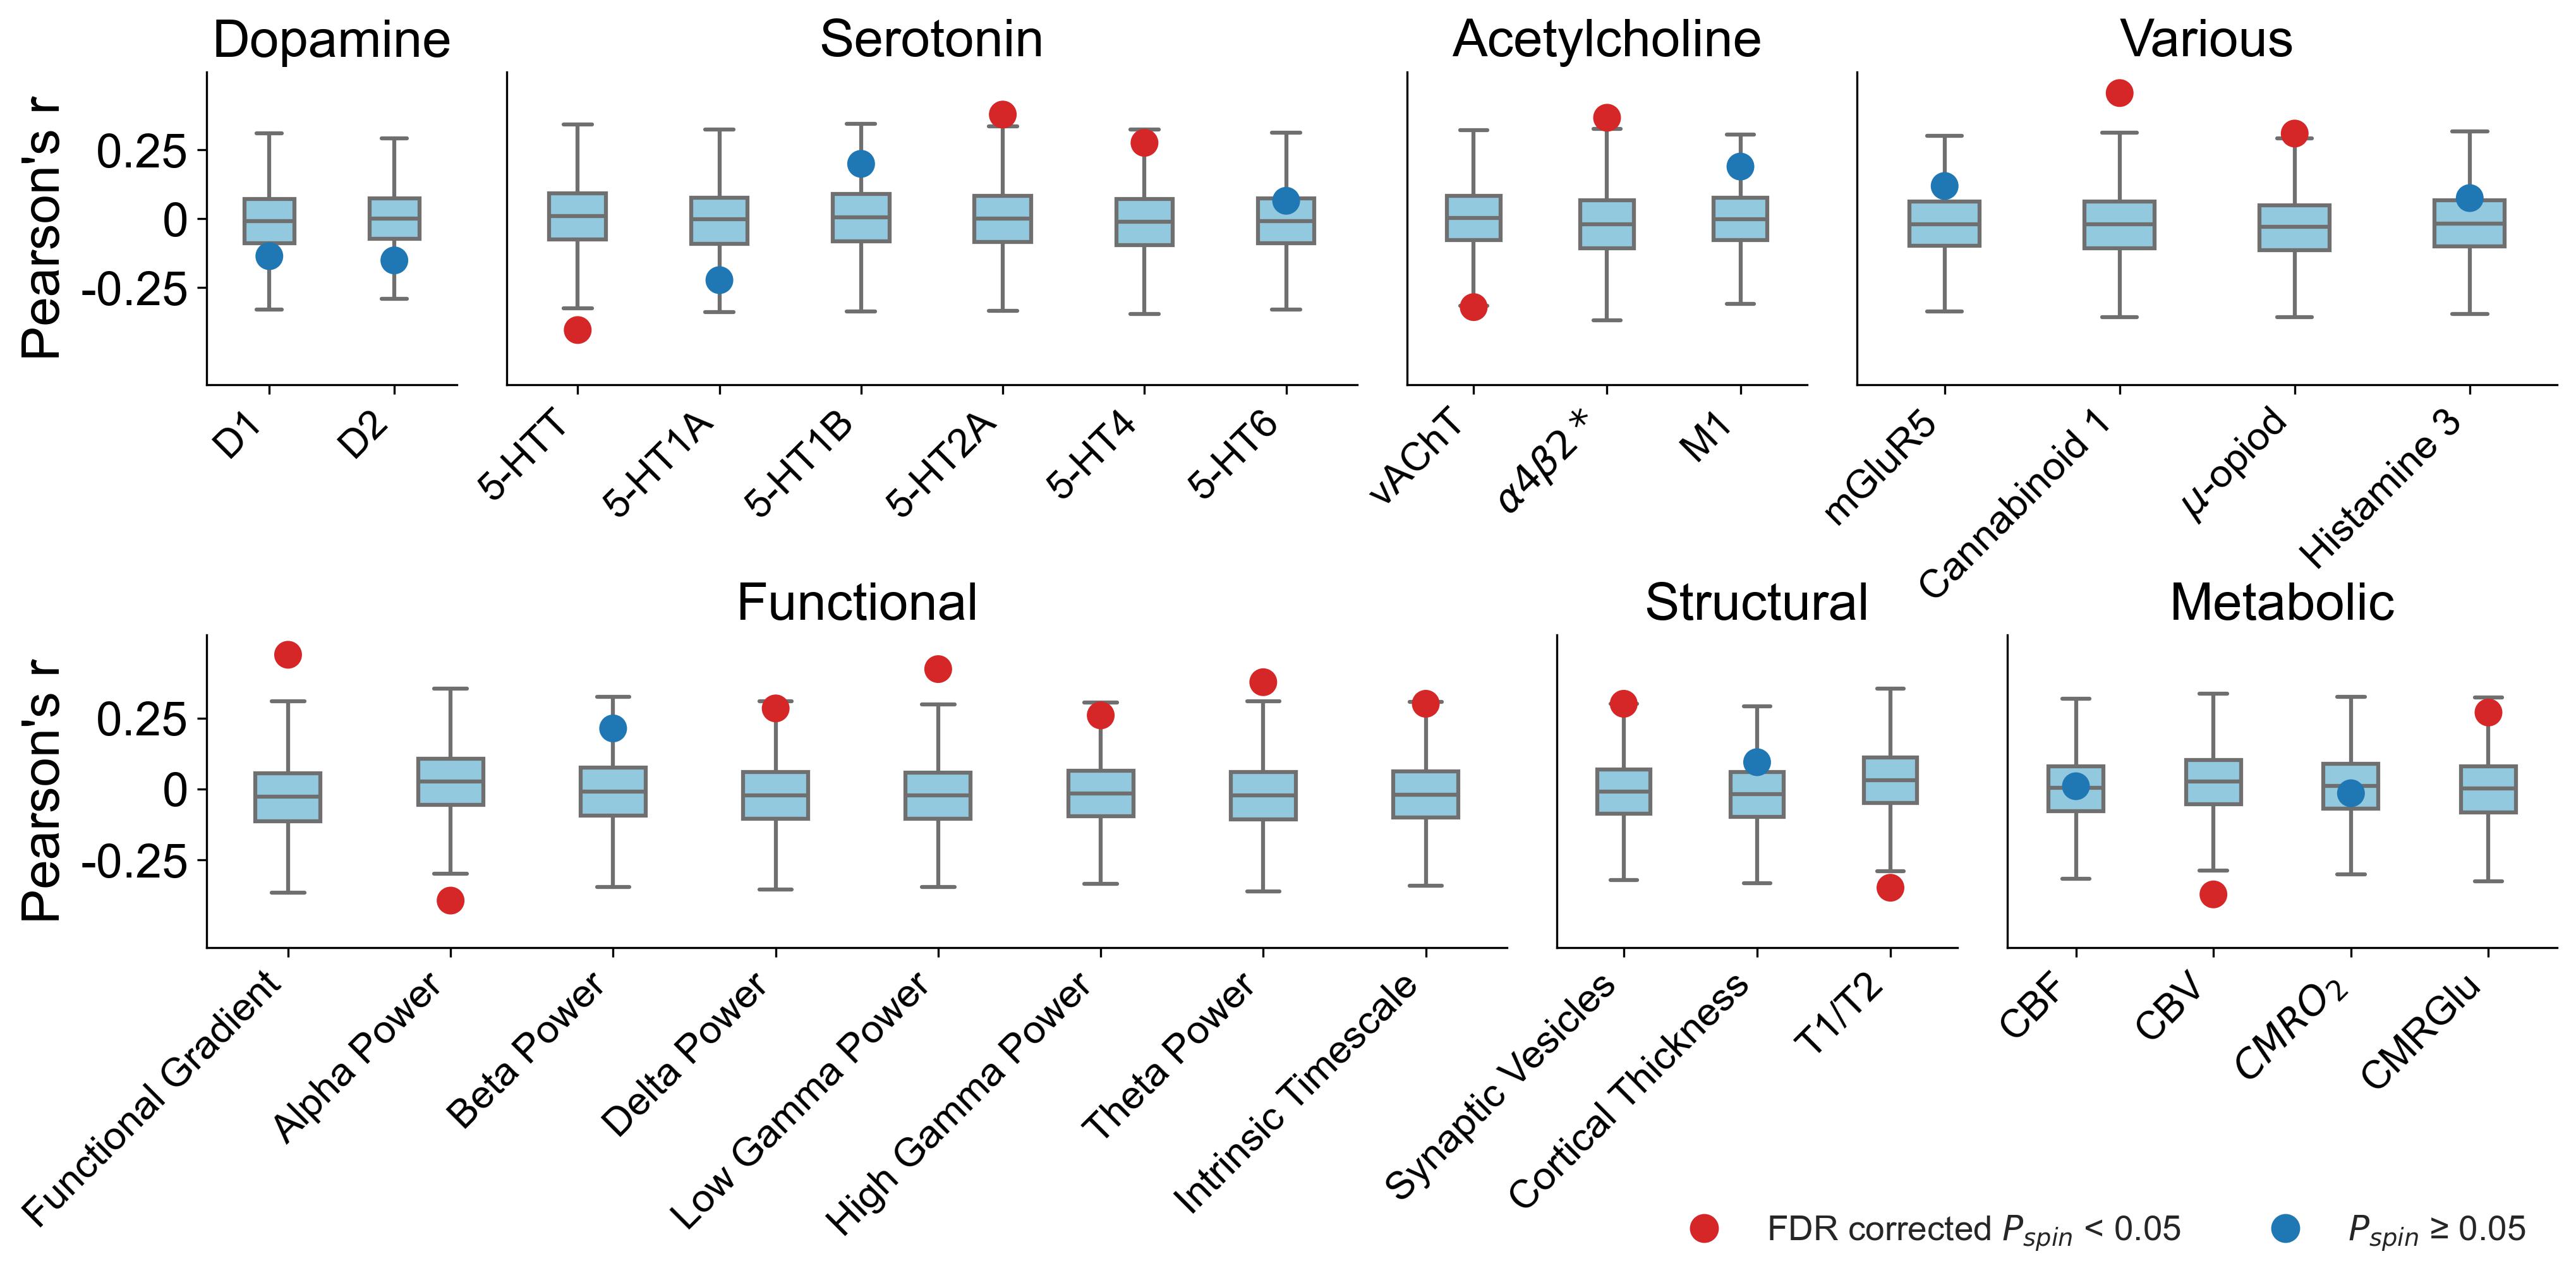 Dopamine Serotonin Acetylcholine Various
Pearson's r
0.25
0
-0.25
D1 D2 5-HTT 5-HT1A 5-HT1B 5-HT2A 5-HT4 5-HT6 vAChT α4β2* M1 mGluR5 Cannabinoid 1 μ-opiod Histamine 3
Functional Structural Metabolic
Pearson's r
0.25
0
-0.25
Functional Gradient Alpha Power Beta Power Delta Power Low Gamma Power High Gamma Power Theta Power Intrinsic Timescale Synaptic Vesicles Cortical Thickness T1/T2 CBF CBV CMRO₂ CMRGlu
FDR corrected P_spin < 0.05 P_spin ≥ 0.05